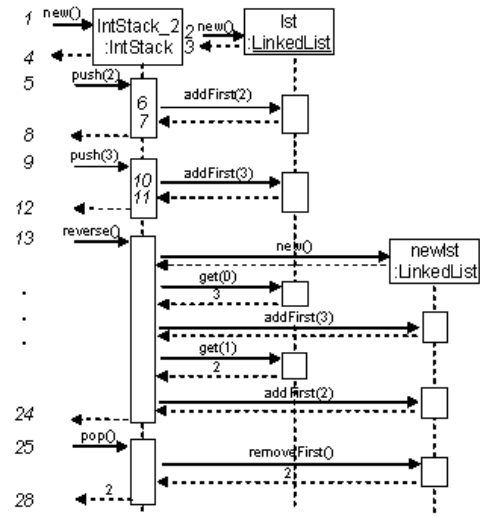 1 new() IntStack_2 :IntStack 2 new() lst :LinkedList
3
4
5 push(2)
6 addFirst(2)
7
8
9 push(3)
10 addFirst(3)
11
12
13 reverse()
new() newlst :LinkedList
get(0)
3
.
addFirst(3)
.
.
get(1)
2
addFirst(2)
24
25 pop()
removeFirst()
2
28 2